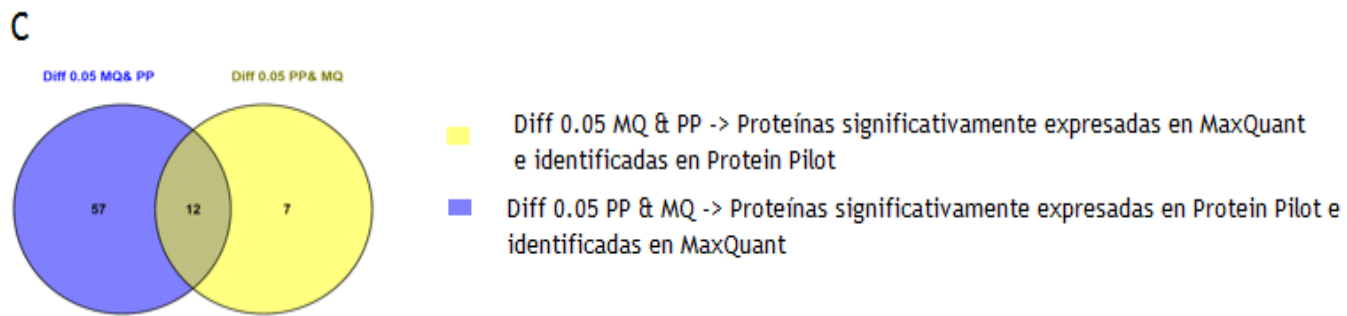 C
Diff 0.05 MQ& PP
Diff 0.05 PP& MQ
57
12
7
Diff 0.05 MQ & PP -> Proteínas significativamente expresadas en MaxQuant
e identificadas en Protein Pilot
Diff 0.05 PP & MQ -> Proteínas significativamente expresadas en Protein Pilot e
identificadas en MaxQuant